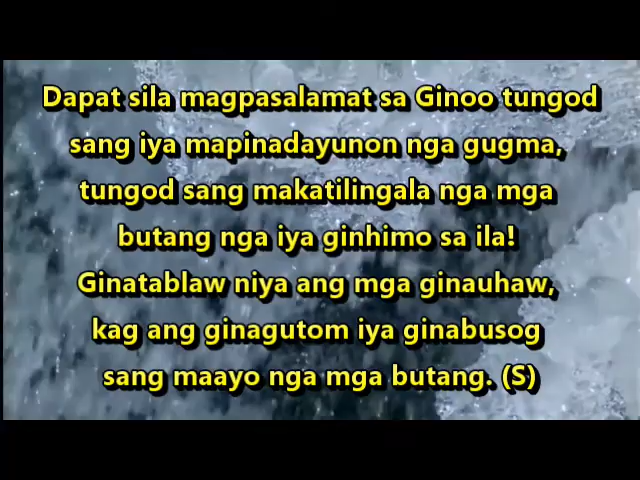 Dapat sila magpasalamat sa Ginoo tungod
sang iya mapinadayunon nga gugma,
tungod sang makatilingala nga mga
butang nga iya ginhimo sa ila!
Ginatablaw niya ang mga ginauhaw,
kag ang ginagutom iya ginabusog
sang maayo nga mga butang. (S)